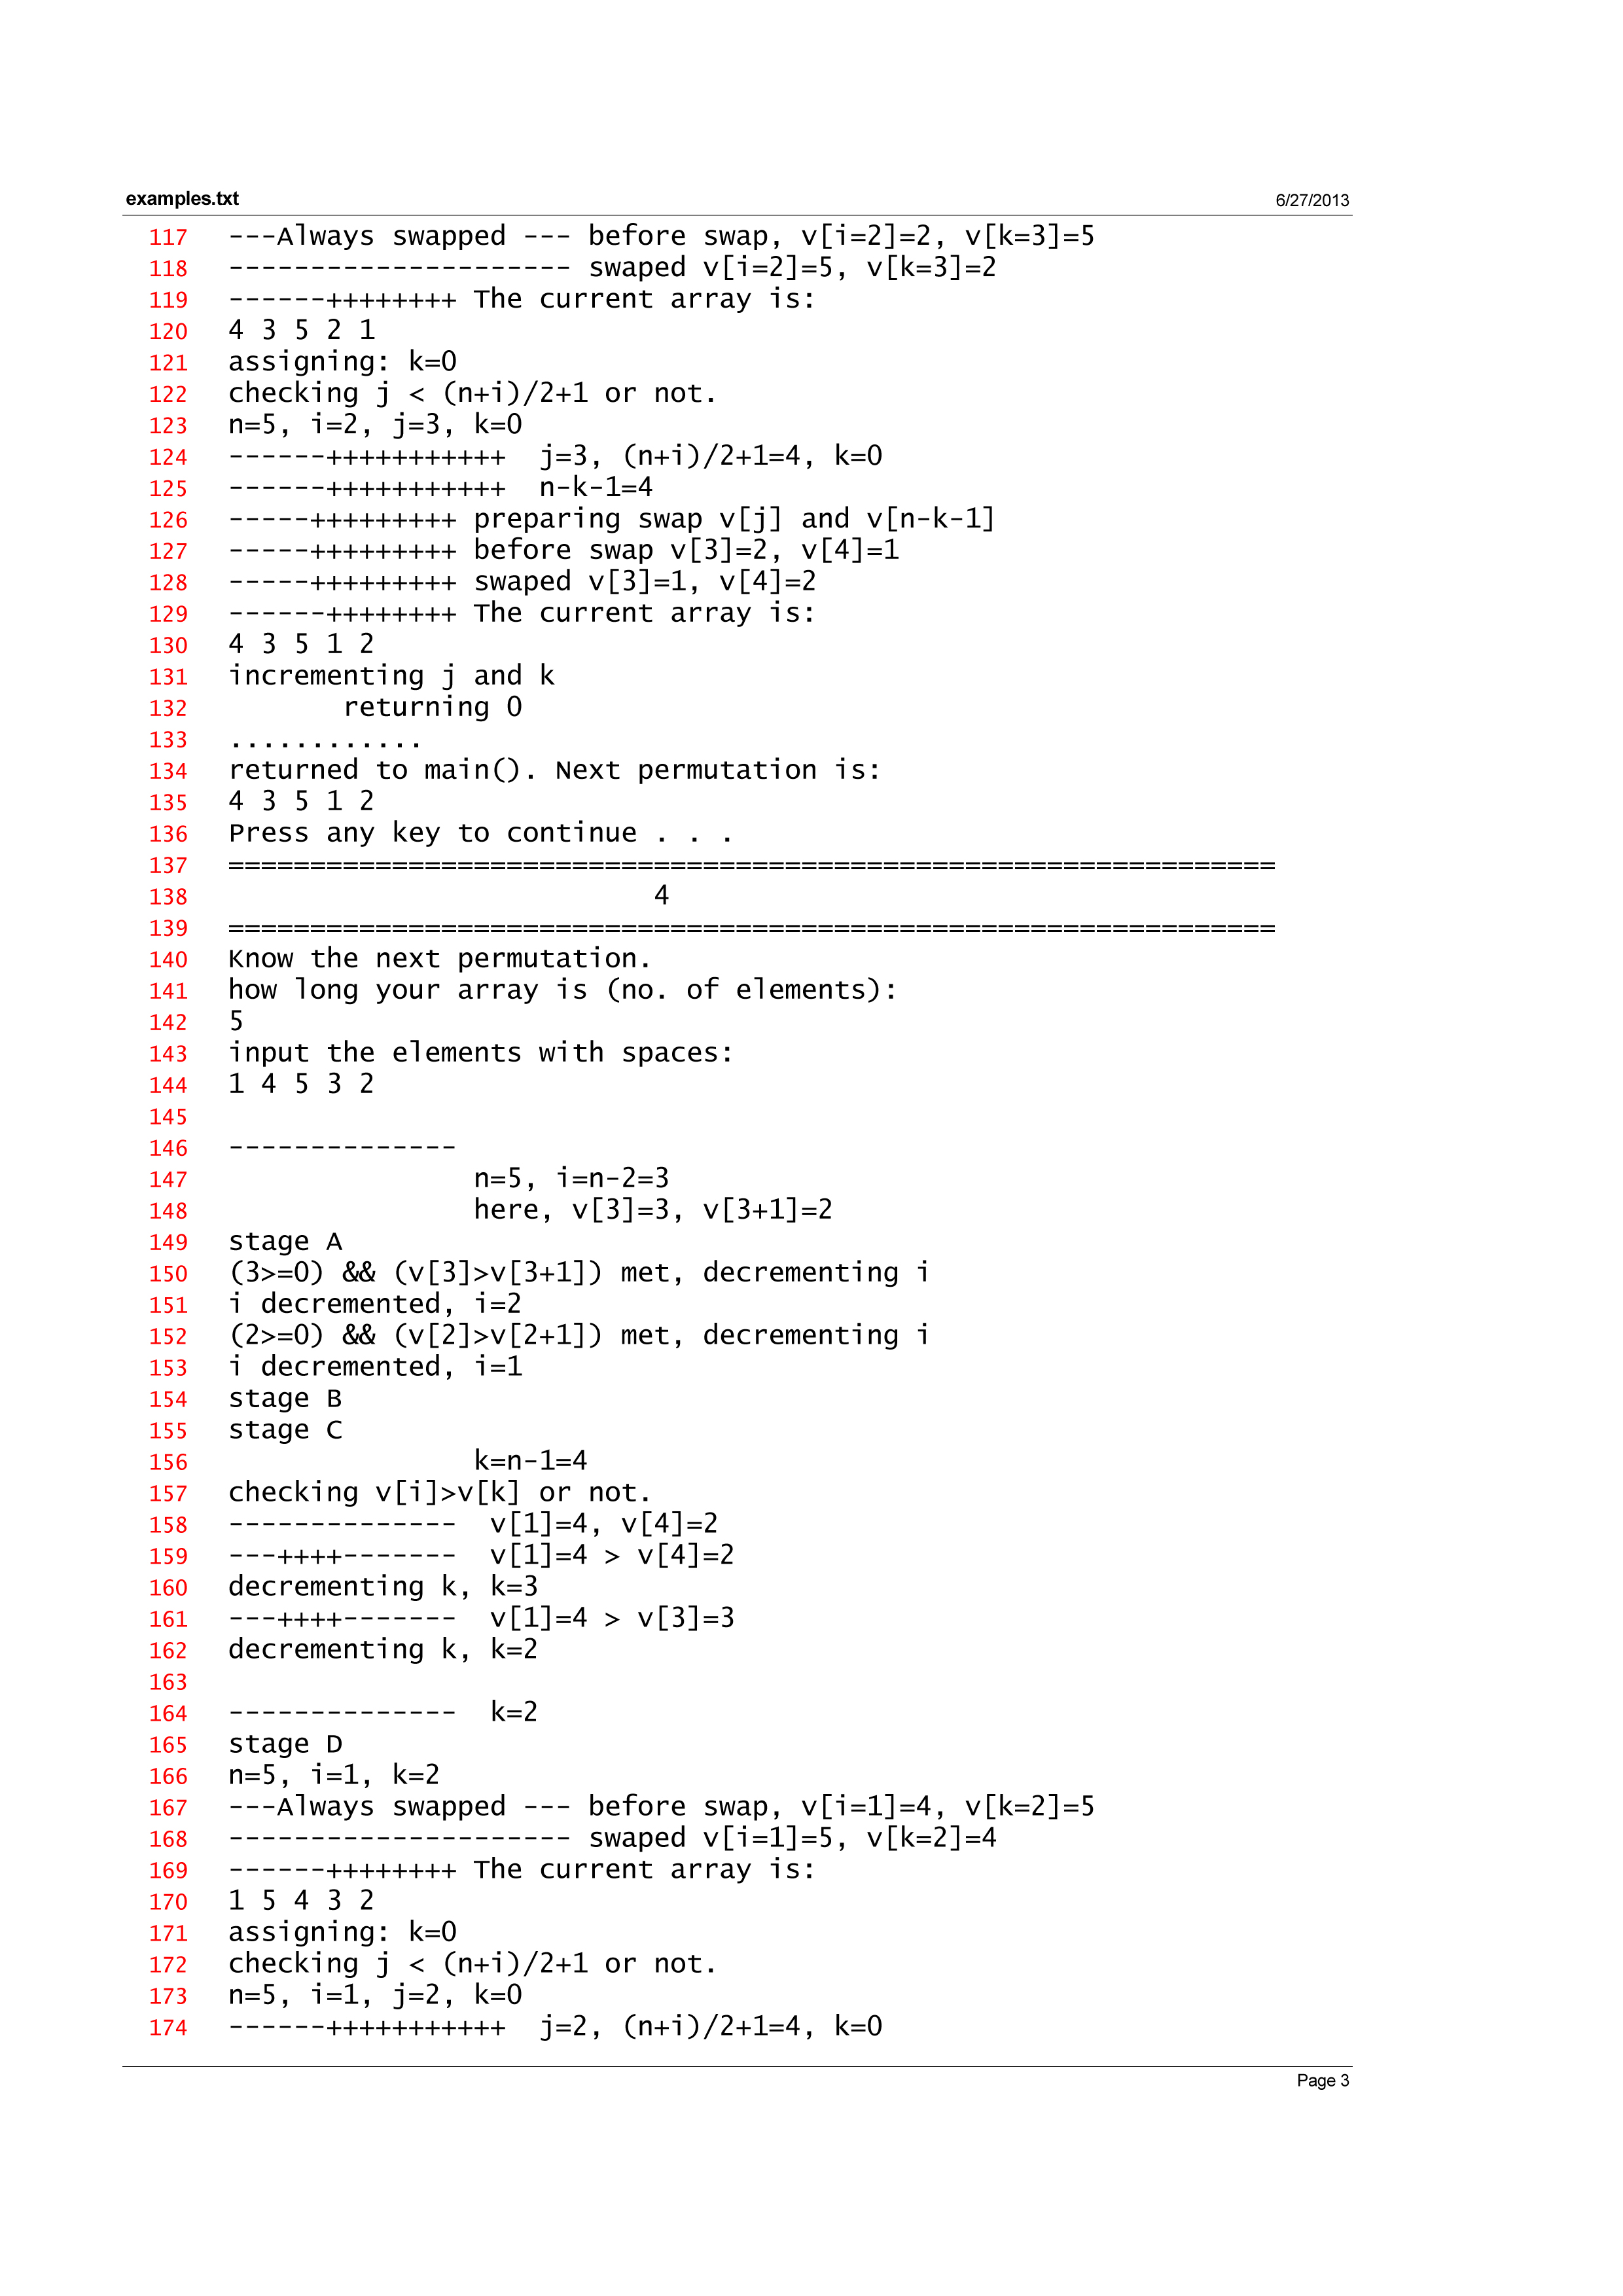 examples.txt 6/27/2013
117 ---Always swapped --- before swap, v[i=2]=2, v[k=3]=5
118 --------------------- swaped v[i=2]=5, v[k=3]=2
119 ------++++++++ The current array is:
120 4 3 5 2 1
121 assigning: k=0
122 checking j < (n+i)/2+1 or not.
123 n=5, i=2, j=3, k=0
124 ------+++++++++++  j=3, (n+i)/2+1=4, k=0
125 ------+++++++++++  n-k-1=4
126 -----+++++++++ preparing swap v[j] and v[n-k-1]
127 -----+++++++++ before swap v[3]=2, v[4]=1
128 -----+++++++++ swaped v[3]=1, v[4]=2
129 ------++++++++ The current array is:
130 4 3 5 1 2
131 incrementing j and k
132        returning 0
133 ............
134 returned to main(). Next permutation is:
135 4 3 5 1 2
136 Press any key to continue . . .
137 ================================================================
138                           4
139 ================================================================
140 Know the next permutation.
141 how long your array is (no. of elements):
142 5
143 input the elements with spaces:
144 1 4 5 3 2
145
146 --------------
147                n=5, i=n-2=3
148                here, v[3]=3, v[3+1]=2
149 stage A
150 (3>=0) && (v[3]>v[3+1]) met, decrementing i
151 i decremented, i=2
152 (2>=0) && (v[2]>v[2+1]) met, decrementing i
153 i decremented, i=1
154 stage B
155 stage C
156                k=n-1=4
157 checking v[i]>v[k] or not.
158 --------------  v[1]=4, v[4]=2
159 ---++++-------  v[1]=4 > v[4]=2
160 decrementing k, k=3
161 ---++++-------  v[1]=4 > v[3]=3
162 decrementing k, k=2
163
164 --------------  k=2
165 stage D
166 n=5, i=1, k=2
167 ---Always swapped --- before swap, v[i=1]=4, v[k=2]=5
168 --------------------- swaped v[i=1]=5, v[k=2]=4
169 ------++++++++ The current array is:
170 1 5 4 3 2
171 assigning: k=0
172 checking j < (n+i)/2+1 or not.
173 n=5, i=1, j=2, k=0
174 ------+++++++++++  j=2, (n+i)/2+1=4, k=0
Page 3